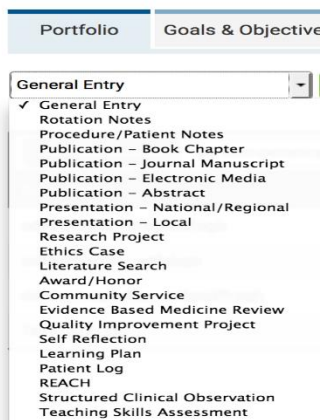 Portfolio Goals & Objective
General Entry
✓ General Entry
Rotation Notes
Procedure/Patient Notes
Publication – Book Chapter
Publication – Journal Manuscript
Publication – Electronic Media
Publication – Abstract
Presentation – National/Regional
Presentation – Local
Research Project
Ethics Case
Literature Search
Award/Honor
Community Service
Evidence Based Medicine Review
Quality Improvement Project
Self Reflection
Learning Plan
Patient Log
REACH
Structured Clinical Observation
Teaching Skills Assessment